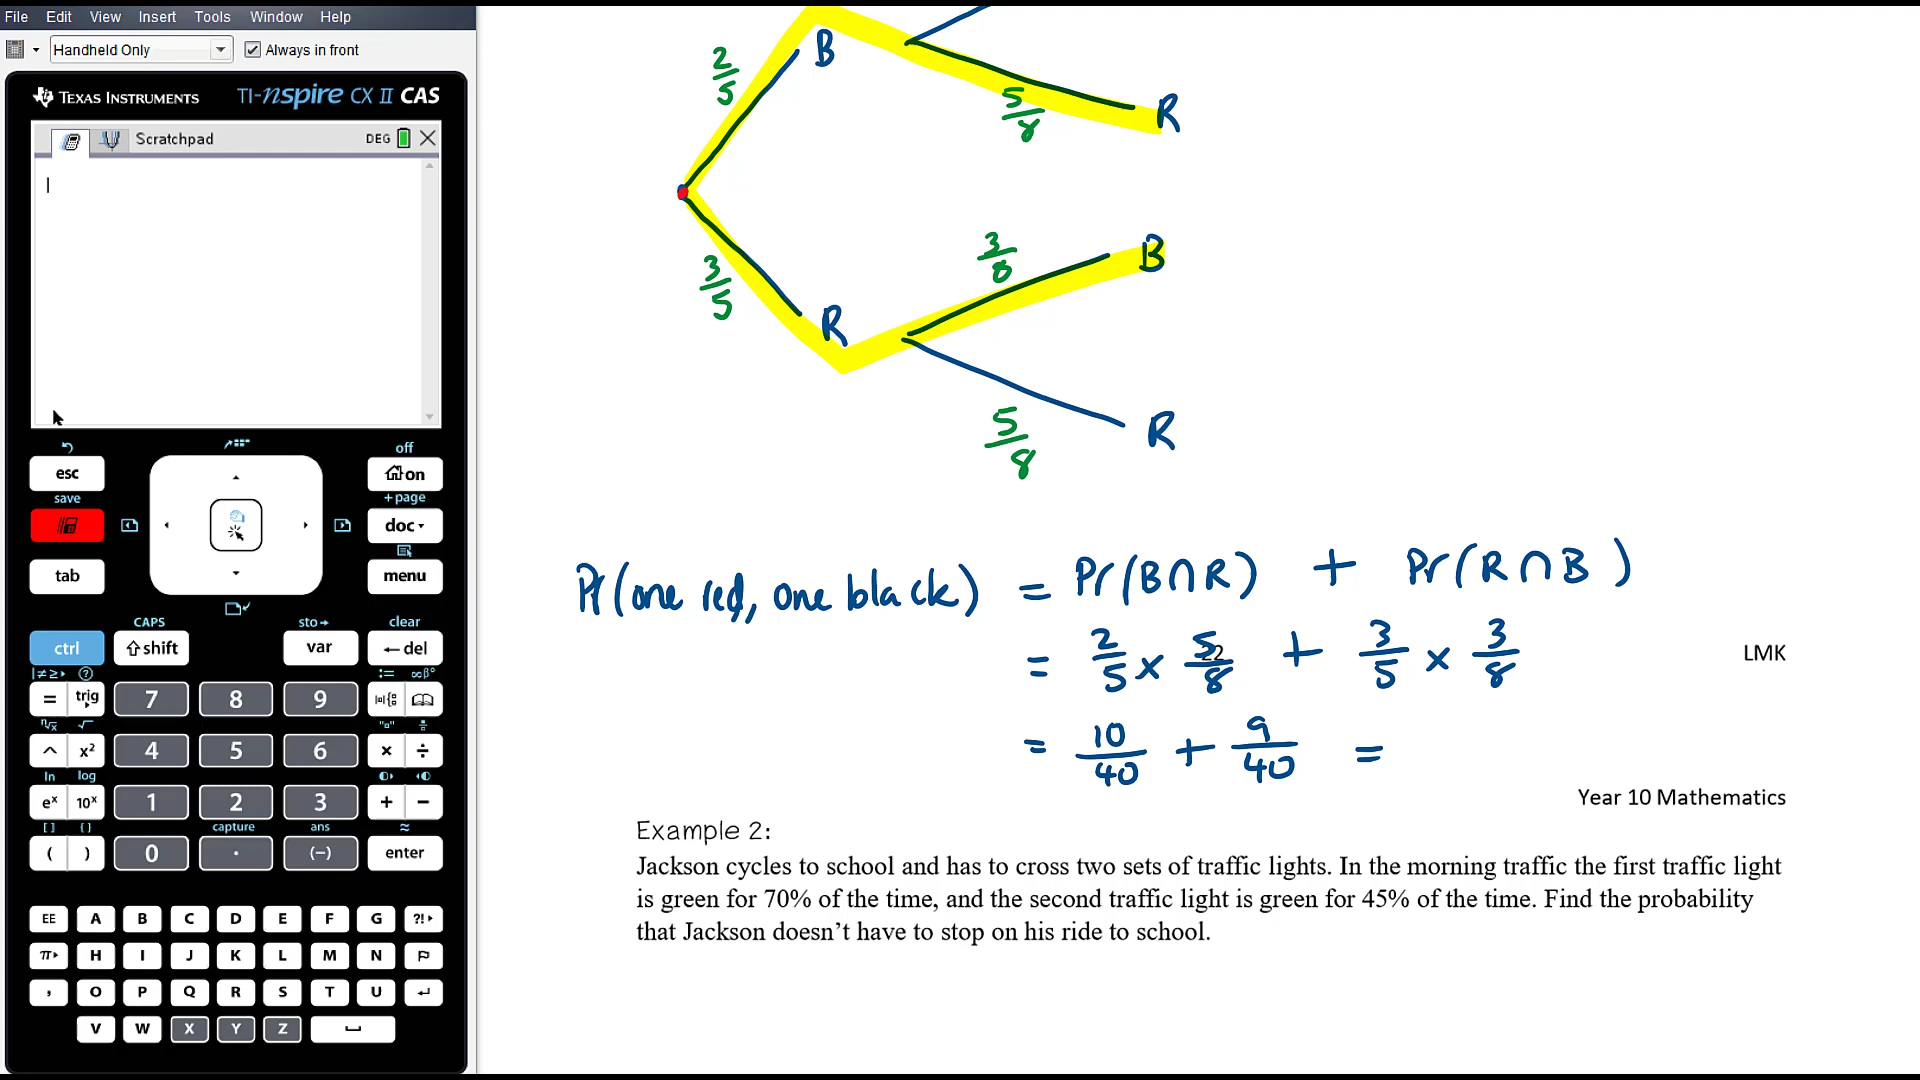 File Edit View Insert Tools Window Help
Handheld Only Always in front
TEXAS INSTRUMENTS TI-nspire CX II CAS
Scratchpad DEG
esc off
save on
+page
doc
tab menu
CAPS sto→ clear
ctrl shift var ←del
|≠≥▸ ? := ∞β°
= trig 7 8 9
ⁿ√x √ "□" ÷
^ x² 4 5 6 × ÷
ln log
eˣ 10ˣ 1 2 3 + −
[ ] { } capture ans ≈
( ) 0 . (−) enter
EE A B C D E F G ?!▸
π▸ H I J K L M N
, O P Q R S T U ↵
V W X Y Z
2/5 B 5/8 R
3/5 R 3/8 B
5/8 R
Pr(one red, one black) = Pr(B∩R) + Pr(R∩B)
= 2/5 × 5/8 + 3/5 × 3/8
22 LMK
= 10/40 + 9/40 =
Year 10 Mathematics
Example 2:
Jackson cycles to school and has to cross two sets of traffic lights. In the morning traffic the first traffic light
is green for 70% of the time, and the second traffic light is green for 45% of the time. Find the probability
that Jackson doesn’t have to stop on his ride to school.